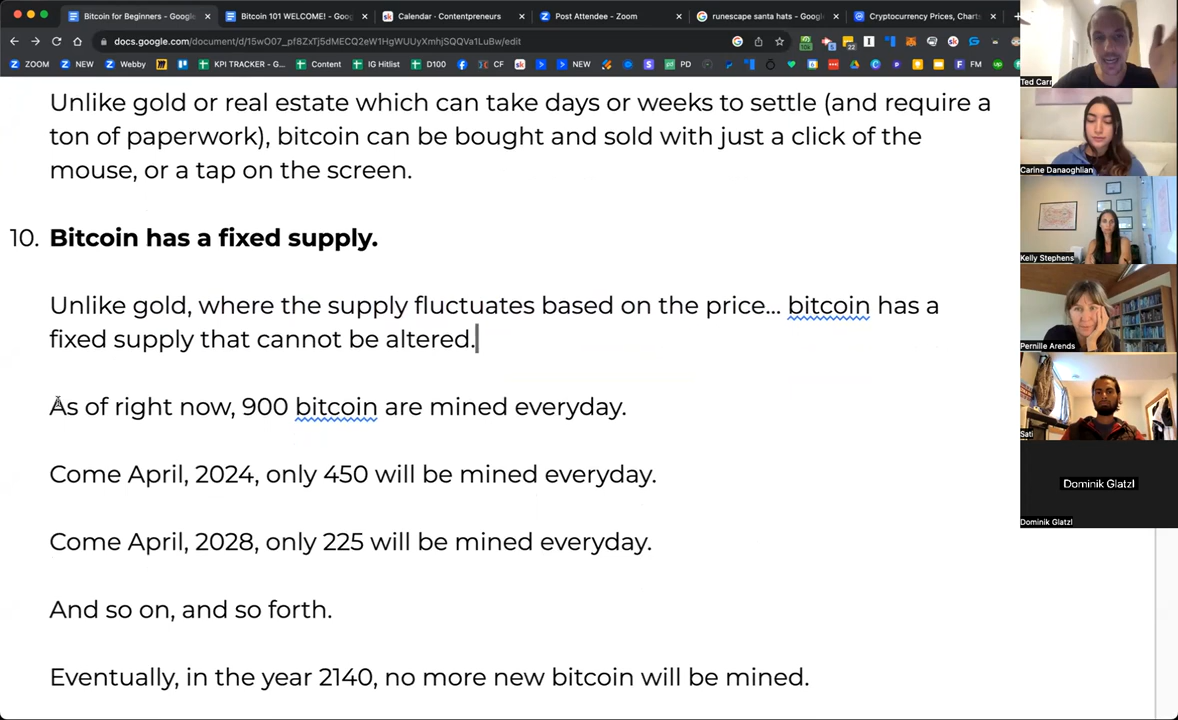 Bitcoin for Beginners - Google
Bitcoin 101 WELCOME! - Goog
Calendar · Contentpreneurs
Post Attendee - Zoom
runescape santa hats - Google
Cryptocurrency Prices, Chart
docs.google.com/document/d/15wO07_pf8ZxTj5dMECQ2eW1HgWUUyXmhjSQQVa1LuBw/edit
ZOOM
NEW
Webby
KPI TRACKER - G...
Content
IG Hitlist
D100
CF
NEW
PD
FM
Unlike gold or real estate which can take days or weeks to settle (and require a
ton of paperwork), bitcoin can be bought and sold with just a click of the
mouse, or a tap on the screen.
10. Bitcoin has a fixed supply.
Unlike gold, where the supply fluctuates based on the price... bitcoin has a
fixed supply that cannot be altered.
As of right now, 900 bitcoin are mined everyday.
Come April, 2024, only 450 will be mined everyday.
Come April, 2028, only 225 will be mined everyday.
And so on, and so forth.
Eventually, in the year 2140, no more new bitcoin will be mined.
Ted Carr
Carine Danaoghlian
Kelly Stephens
Pernille Arends
Sati
Dominik Glatzl
Dominik Glatzl